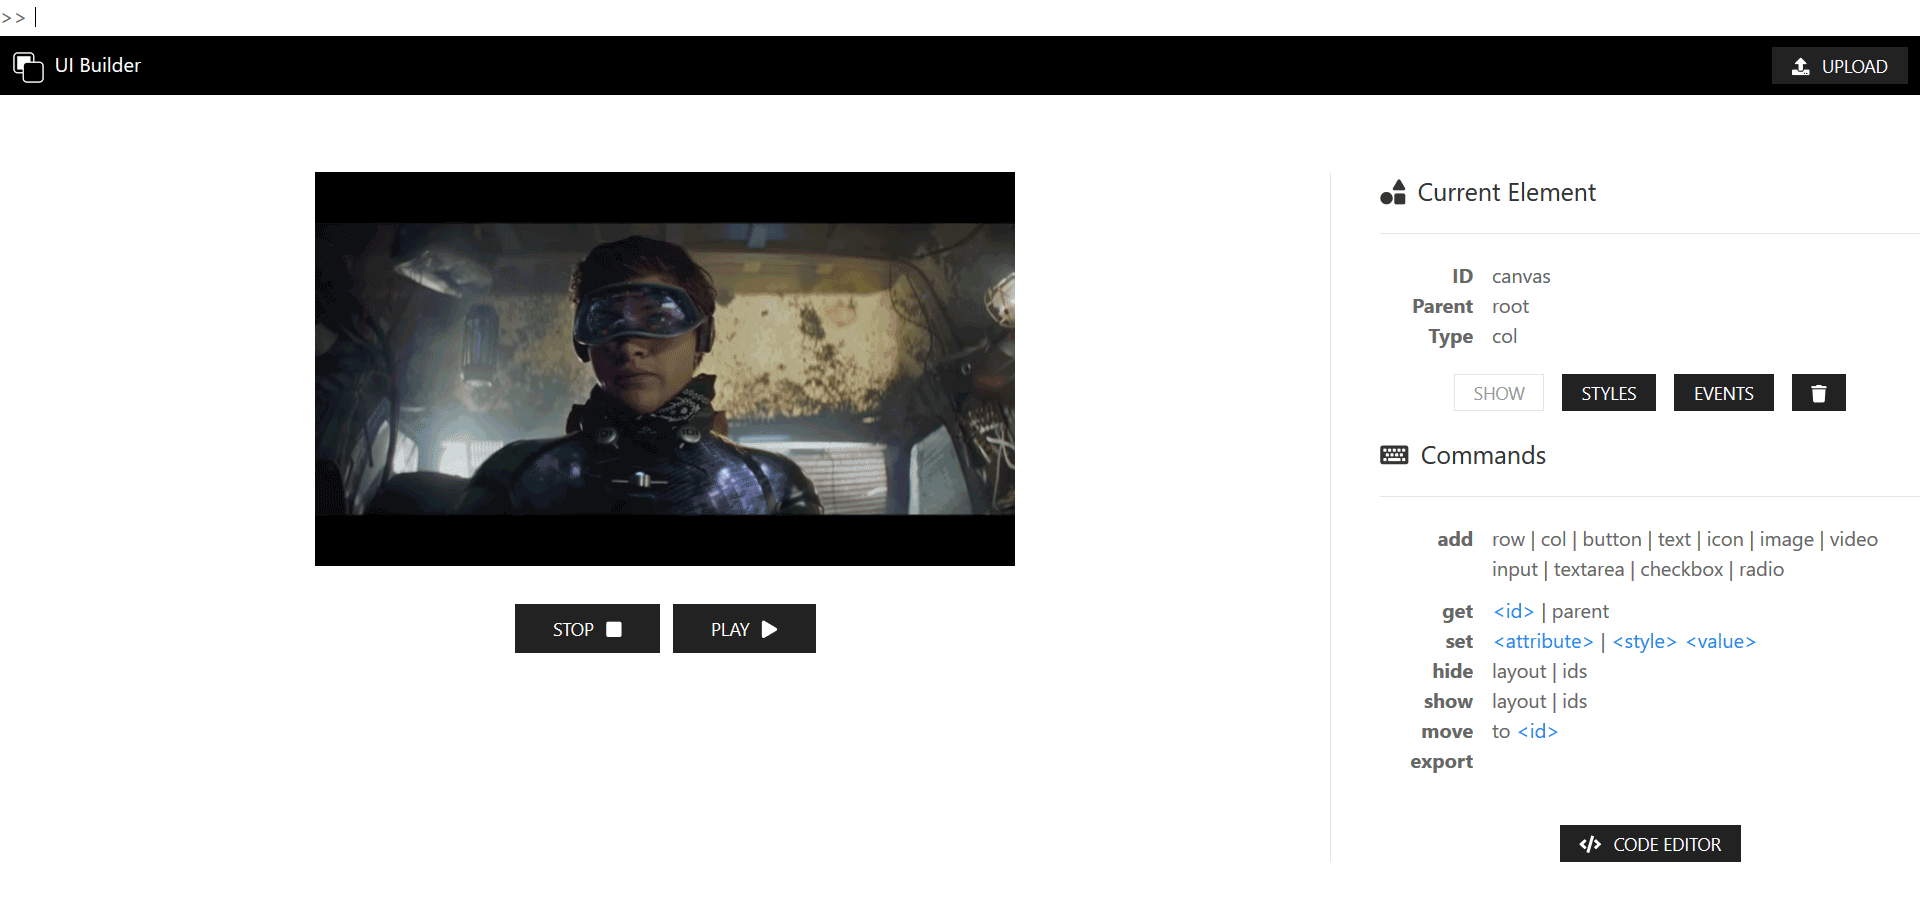 >>
UI Builder
UPLOAD
STOP
PLAY
Current Element
ID canvas
Parent root
Type col
SHOW STYLES EVENTS
Commands
add row | col | button | text | icon | image | video
input | textarea | checkbox | radio
get <id> | parent
set <attribute> | <style> <value>
hide layout | ids
show layout | ids
move to <id>
export
</> CODE EDITOR